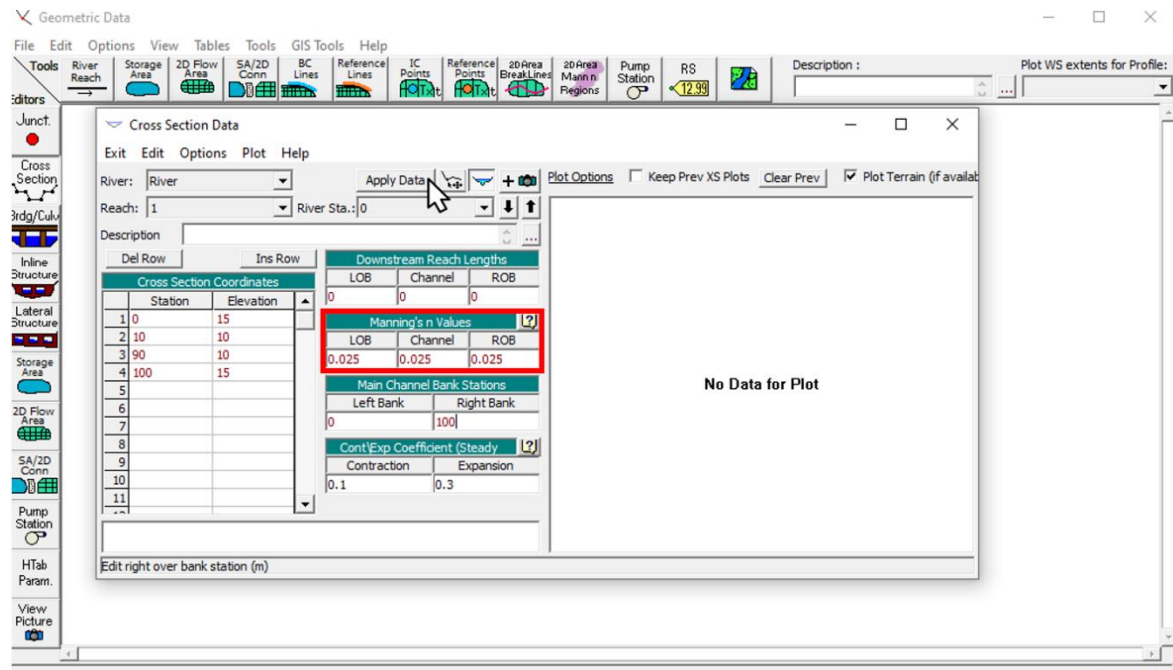 Geometric Data
File Edit Options View Tables Tools GIS Tools Help
Tools River Reach Storage Area 2D Flow Area SA/2D Conn BC Lines Reference Lines IC Points Reference Points 2D Area BreakLines 2D Area Mann n Regions Pump Station RS 12.99 Description : ... Plot WS extents for Profile:
Editors
Junct.
Cross Section
Brdg/Culv
Inline Structure
Lateral Structure
Storage Area
2D Flow Area
SA/2D Conn
Pump Station
HTab Param.
View Picture
Cross Section Data
Exit Edit Options Plot Help
River: River Apply Data Plot Options Keep Prev XS Plots Clear Prev Plot Terrain (if availab
Reach: 1 River Sta.: 0
Description ...
Del Row Ins Row Downstream Reach Lengths
Cross Section Coordinates LOB Channel ROB
Station Elevation 0 0 0
1 0 15 Manning's n Values
2 10 10 LOB Channel ROB
3 90 10 0.025 0.025 0.025
4 100 15 Main Channel Bank Stations
5
6 Left Bank Right Bank
7 0 100
8 Cont\Exp Coefficient (Steady
9 Contraction Expansion
10 0.1 0.3
11
No Data for Plot
Edit right over bank station (m)